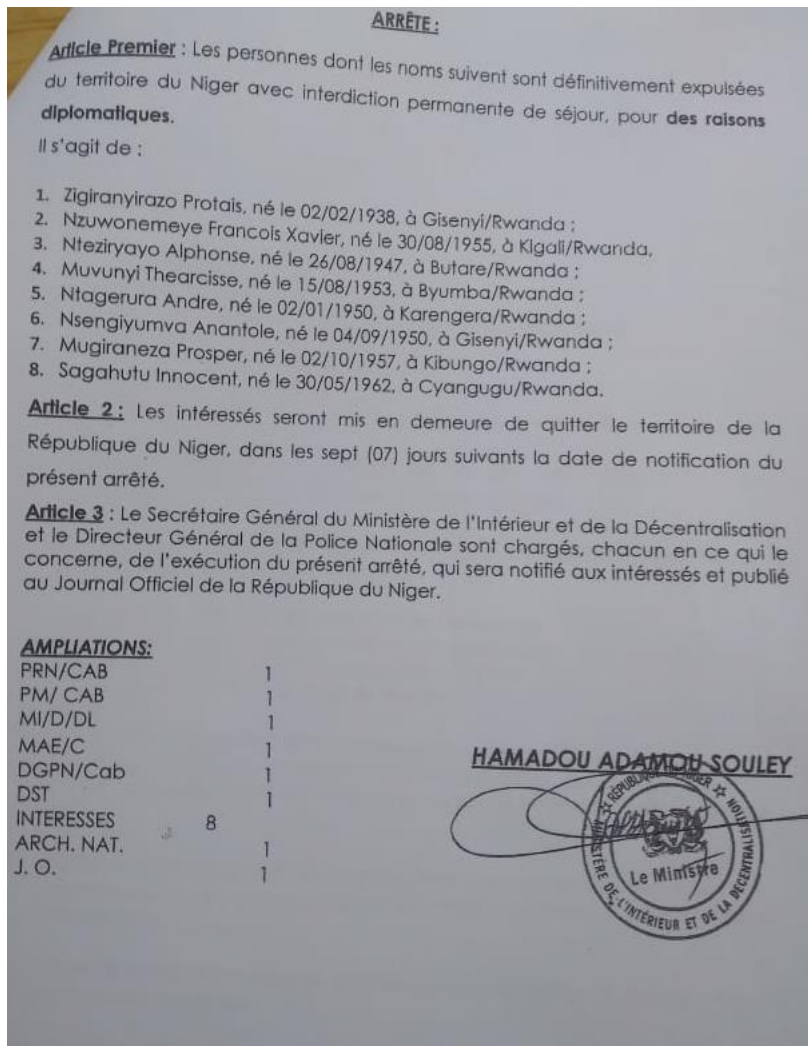 ARRÊTE :
Article Premier : Les personnes dont les noms suivent sont définitivement expulsées
du territoire du Niger avec interdiction permanente de séjour, pour des raisons
diplomatiques.
Il s'agit de :
1. Zigiranyirazo Protais, né le 02/02/1938, à Gisenyi/Rwanda ;
2. Nzuwonemeye Francois Xavier, né le 30/08/1955, à Kigali/Rwanda,
3. Nteziryayo Alphonse, né le 26/08/1947, à Butare/Rwanda ;
4. Muvunyi Thearcisse, né le 15/08/1953, à Byumba/Rwanda ;
5. Ntagerura Andre, né le 02/01/1950, à Karengera/Rwanda ;
6. Nsengiyumva Anantole, né le 04/09/1950, à Gisenyi/Rwanda ;
7. Mugiraneza Prosper, né le 02/10/1957, à Kibungo/Rwanda ;
8. Sagahutu Innocent, né le 30/05/1962, à Cyangugu/Rwanda.
Article 2 : Les intéressés seront mis en demeure de quitter le territoire de la
République du Niger, dans les sept (07) jours suivants la date de notification du
présent arrêté.
Article 3 : Le Secrétaire Général du Ministère de l'Intérieur et de la Décentralisation
et le Directeur Général de la Police Nationale sont chargés, chacun en ce qui le
concerne, de l'exécution du présent arrêté, qui sera notifié aux intéressés et publié
au Journal Officiel de la République du Niger.
AMPLIATIONS:
PRN/CAB 1
PM/ CAB 1
MI/D/DL 1
MAE/C 1
DGPN/Cab 1
DST 1
INTERESSES 8
ARCH. NAT. 1
J. O. 1
HAMADOU ADAMOU SOULEY
RÉPUBLIQUE NIGER
Le Ministre
MINISTÈRE DE L'INTÉRIEUR ET DE LA DECENTRALISATION